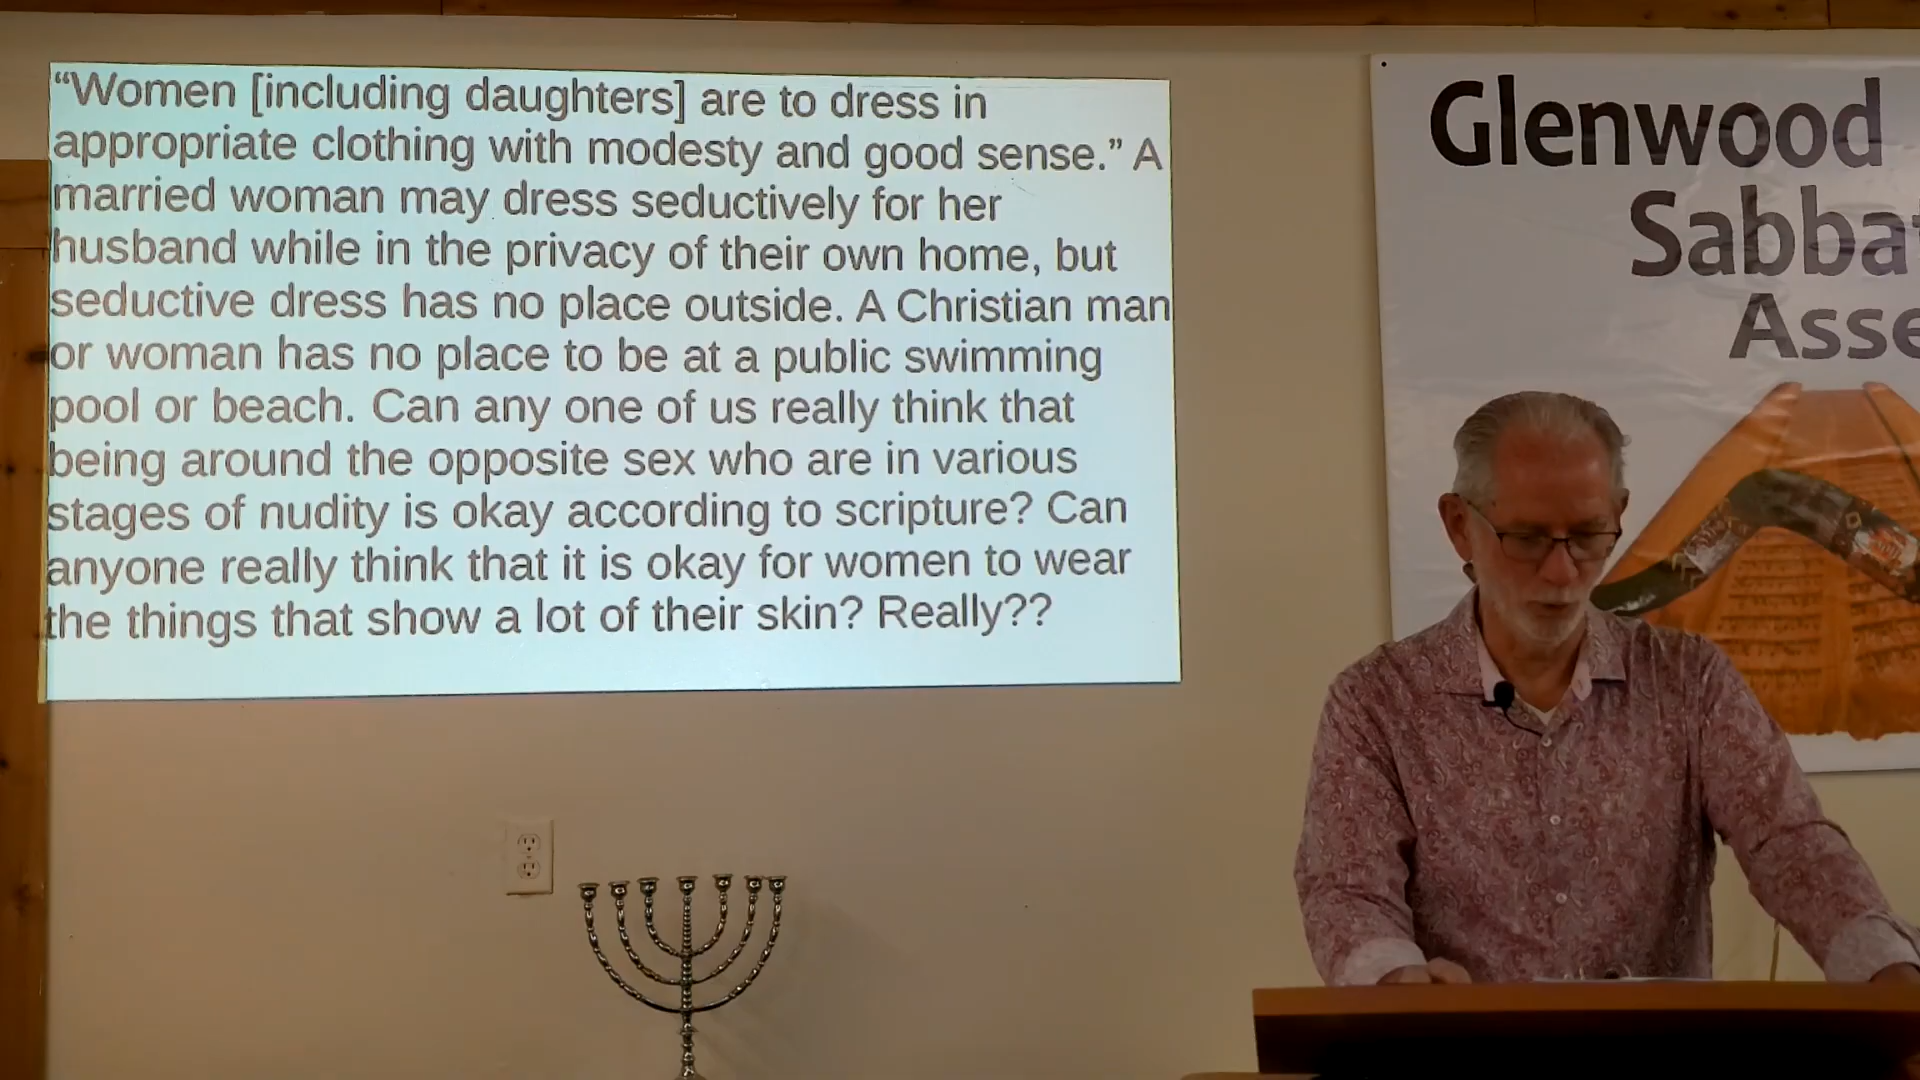 “Women [including daughters] are to dress in
appropriate clothing with modesty and good sense.” A
married woman may dress seductively for her
husband while in the privacy of their own home, but
seductive dress has no place outside. A Christian man
or woman has no place to be at a public swimming
pool or beach. Can any one of us really think that
being around the opposite sex who are in various
stages of nudity is okay according to scripture? Can
anyone really think that it is okay for women to wear
the things that show a lot of their skin? Really??
Glenwood
Sabbat
Asse